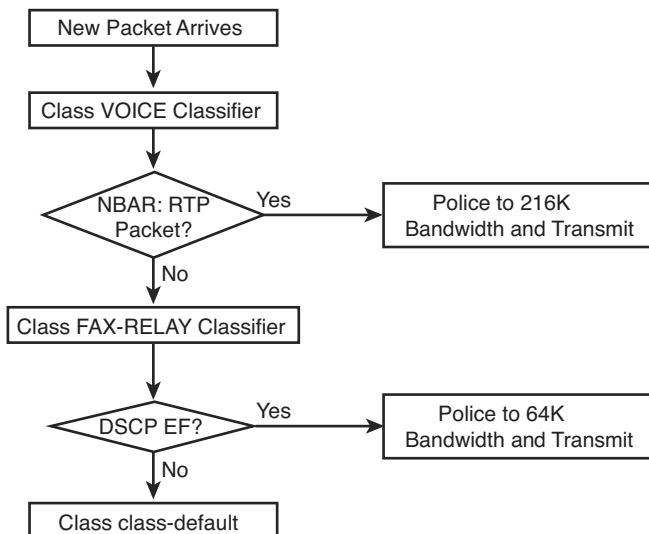 New Packet Arrives
Class VOICE Classifier
NBAR: RTP
Packet?
Yes
Police to 216K
Bandwidth and Transmit
No
Class FAX-RELAY Classifier
DSCP EF?
Yes
Police to 64K
Bandwidth and Transmit
No
Class class-default